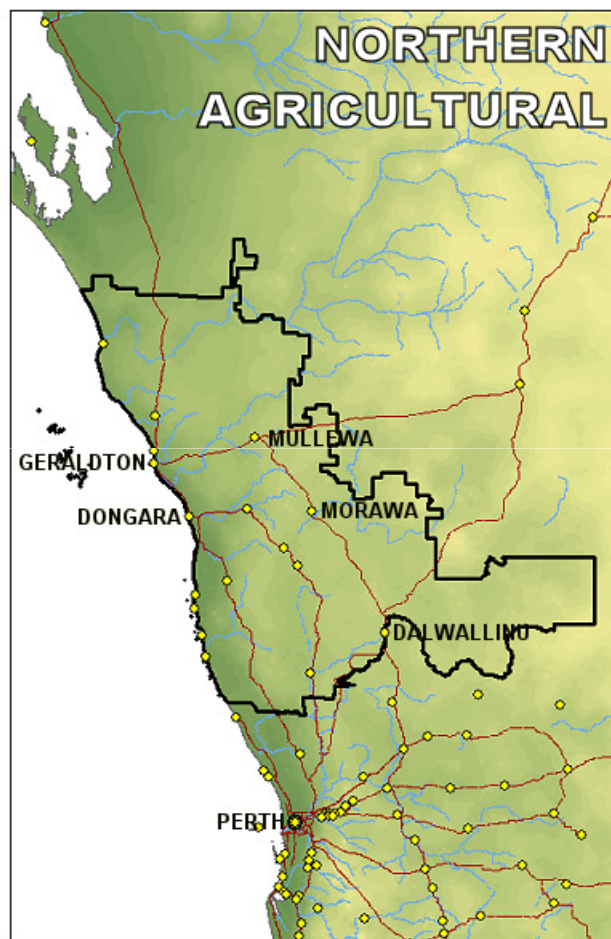 NORTHERN
AGRICULTURAL
MULLEWA
GERALDTON
MORAWA
DONGARA
DALWALLINU
PERTH